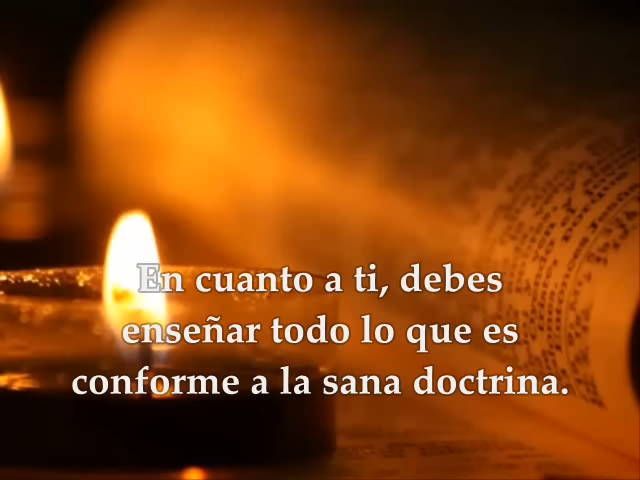 En cuanto a ti, debes
enseñar todo lo que es
conforme a la sana doctrina.